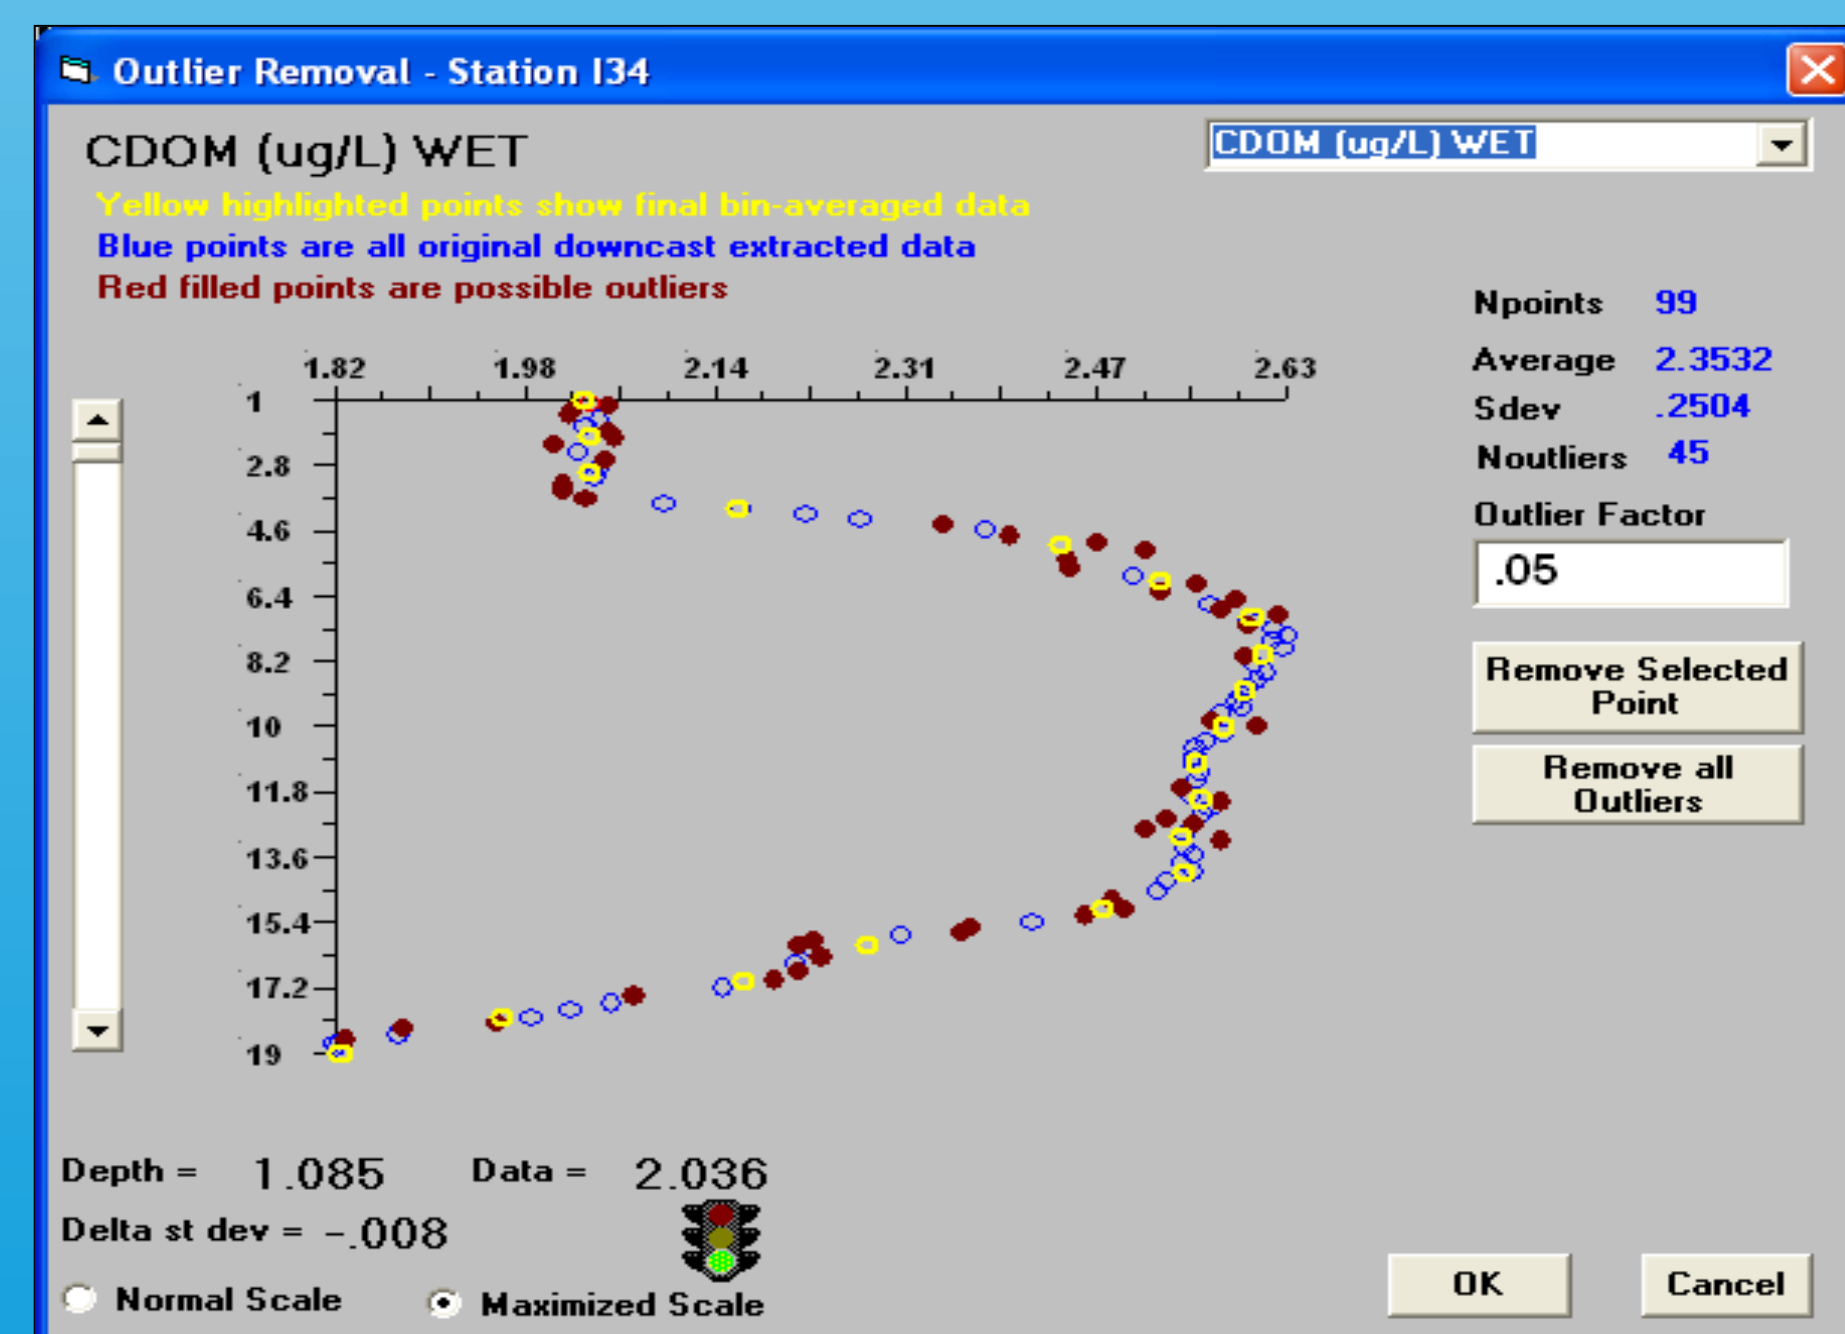 Outlier Removal - Station I34
CDOM (ug/L) WET
CDOM (ug/L) WET
Yellow highlighted points show final bin-averaged data
Blue points are all original downcast extracted data
Red filled points are possible outliers
Npoints 99
Average 2.3532
Sdev .2504
Noutliers 45
Outlier Factor
.05
Remove Selected
Point
Remove all
Outliers
1.82 1.98 2.14 2.31 2.47 2.63
1
2.8
4.6
6.4
8.2
10
11.8
13.6
15.4
17.2
19
Depth = 1.085 Data = 2.036
Delta st dev = -.008
Normal Scale Maximized Scale
OK Cancel